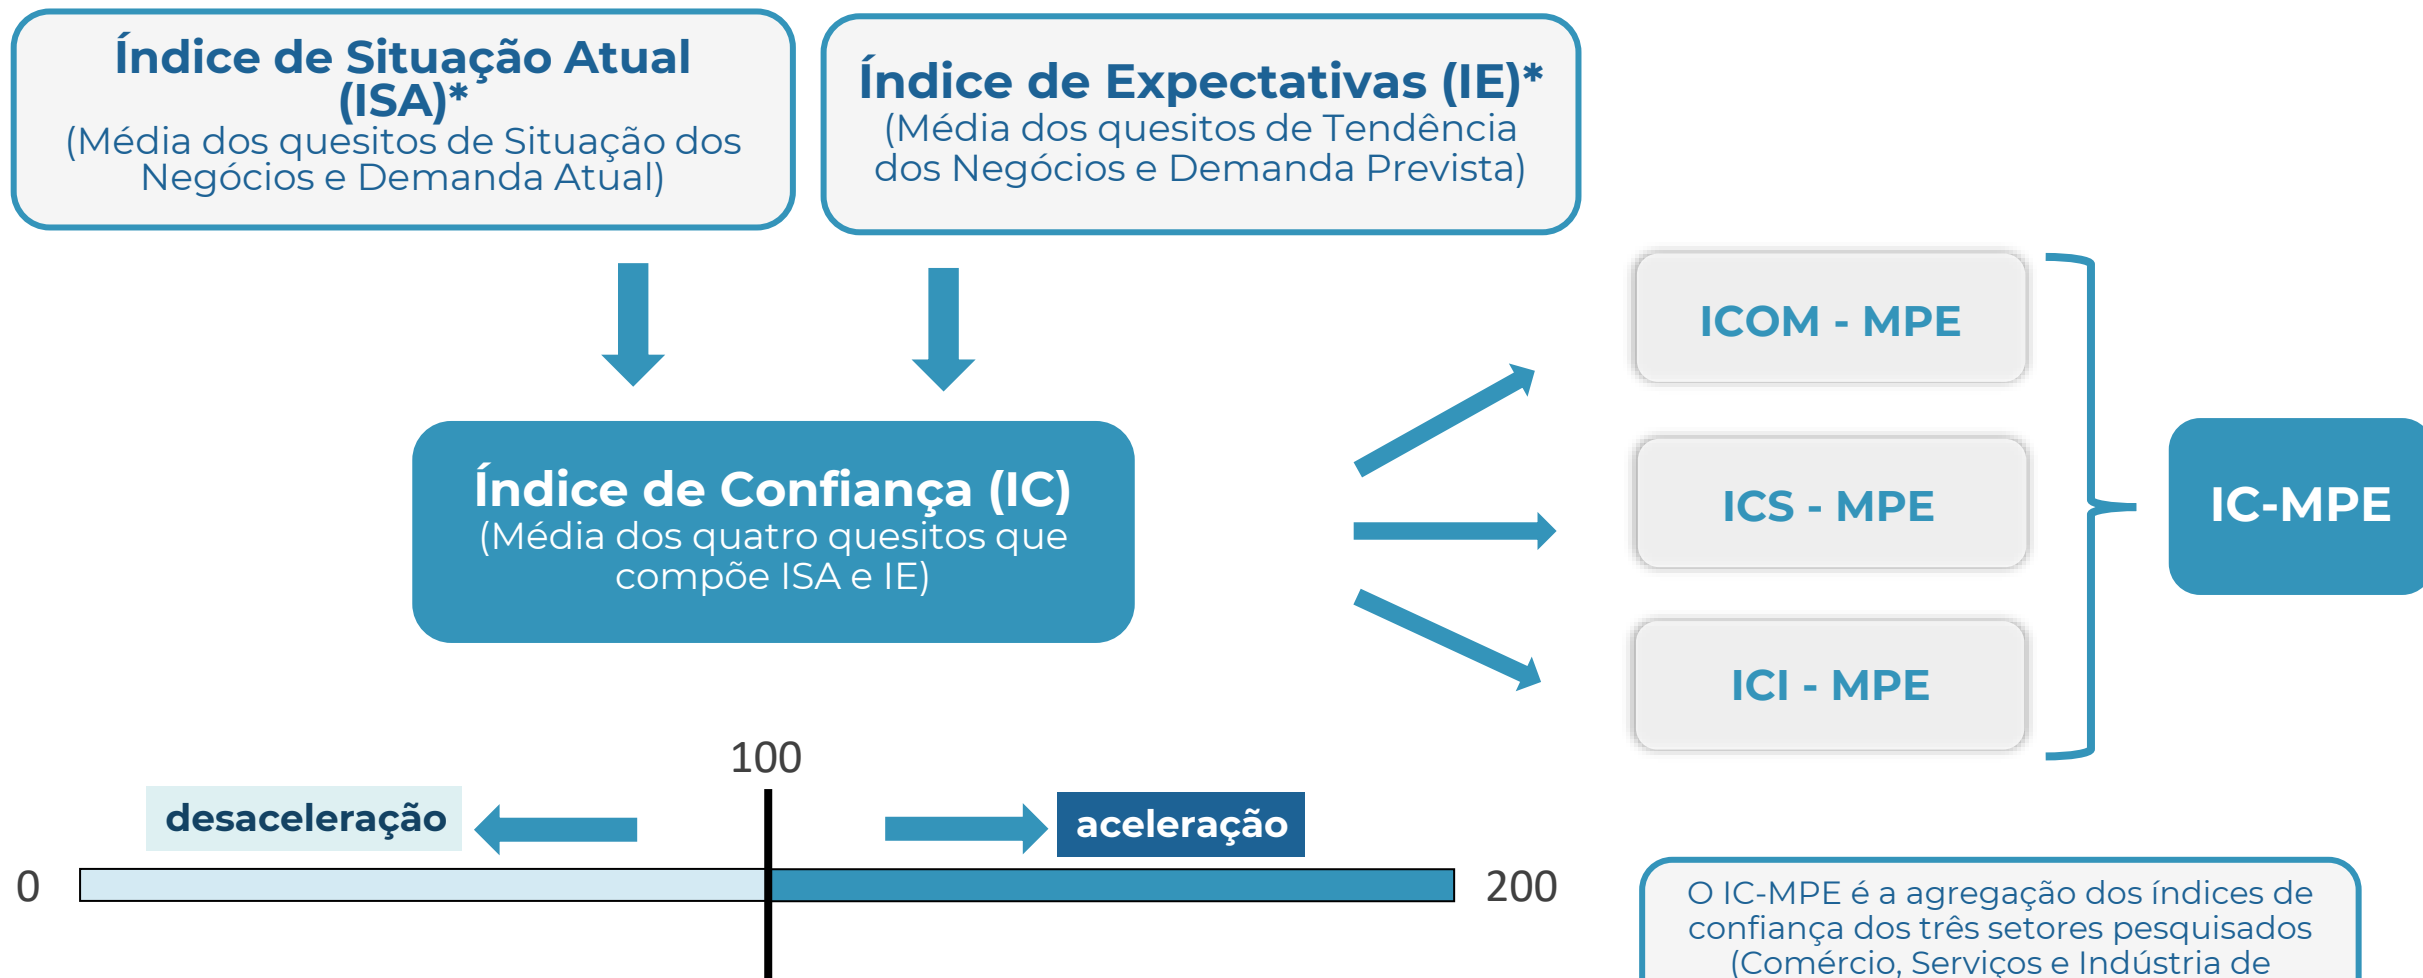 Índice de Situação Atual
(ISA)*
(Média dos quesitos de Situação dos
Negócios e Demanda Atual)
Índice de Expectativas (IE)*
(Média dos quesitos de Tendência
dos Negócios e Demanda Prevista)
Índice de Confiança (IC)
(Média dos quatro quesitos que
compõe ISA e IE)
ICOM - MPE
ICS - MPE
ICI - MPE
IC-MPE
100
desaceleração
aceleração
0
200
O IC-MPE é a agregação dos índices de
confiança dos três setores pesquisados
(Comércio, Serviços e Indústria de